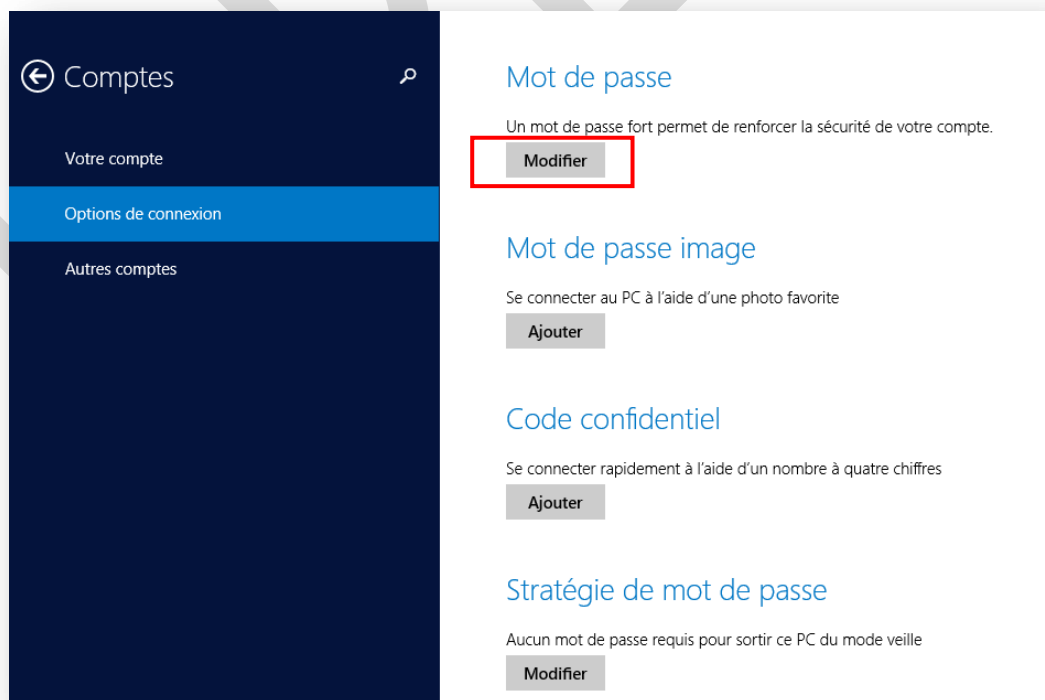 Comptes
Votre compte
Options de connexion
Autres comptes
Mot de passe
Un mot de passe fort permet de renforcer la sécurité de votre compte.
Modifier
Mot de passe image
Se connecter au PC à l’aide d’une photo favorite
Ajouter
Code confidentiel
Se connecter rapidement à l’aide d’un nombre à quatre chiffres
Ajouter
Stratégie de mot de passe
Aucun mot de passe requis pour sortir ce PC du mode veille
Modifier